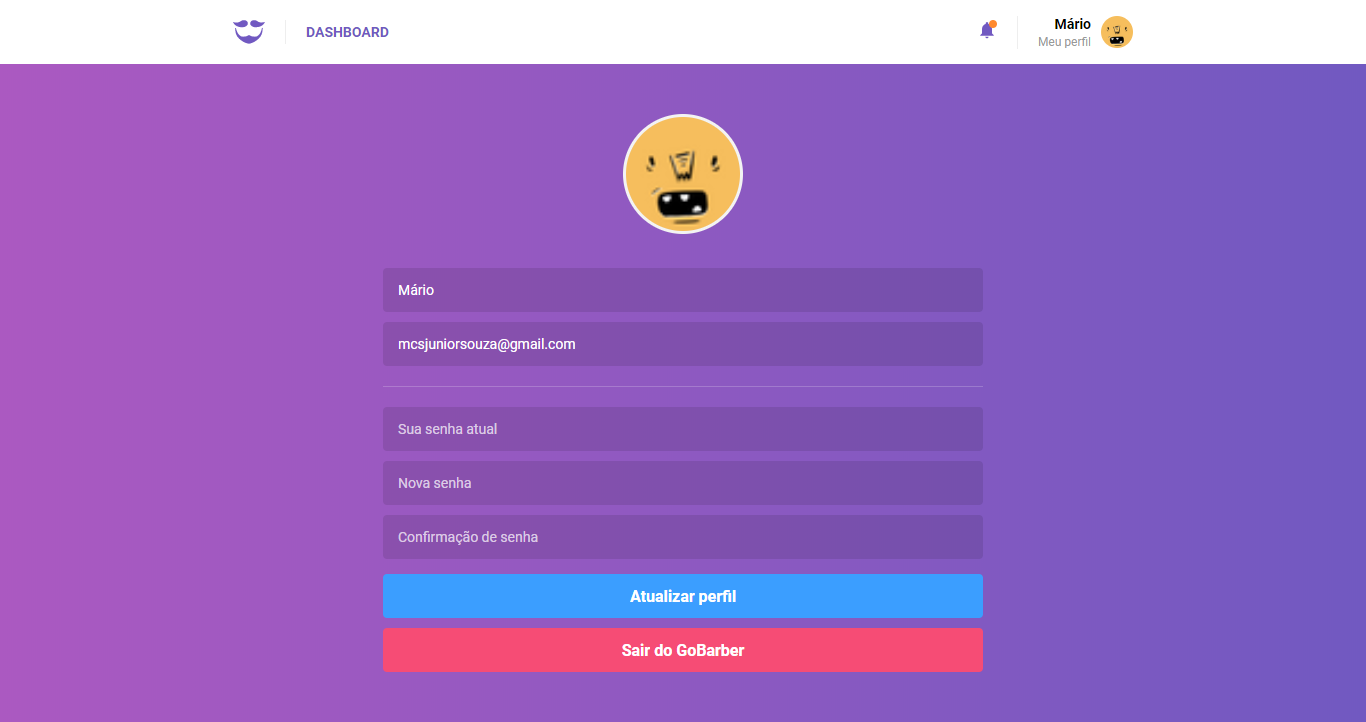 DASHBOARD
Mário
Meu perfil
Mário
mcsjuniorsouza@gmail.com
Sua senha atual
Nova senha
Confirmação de senha
Atualizar perfil
Sair do GoBarber